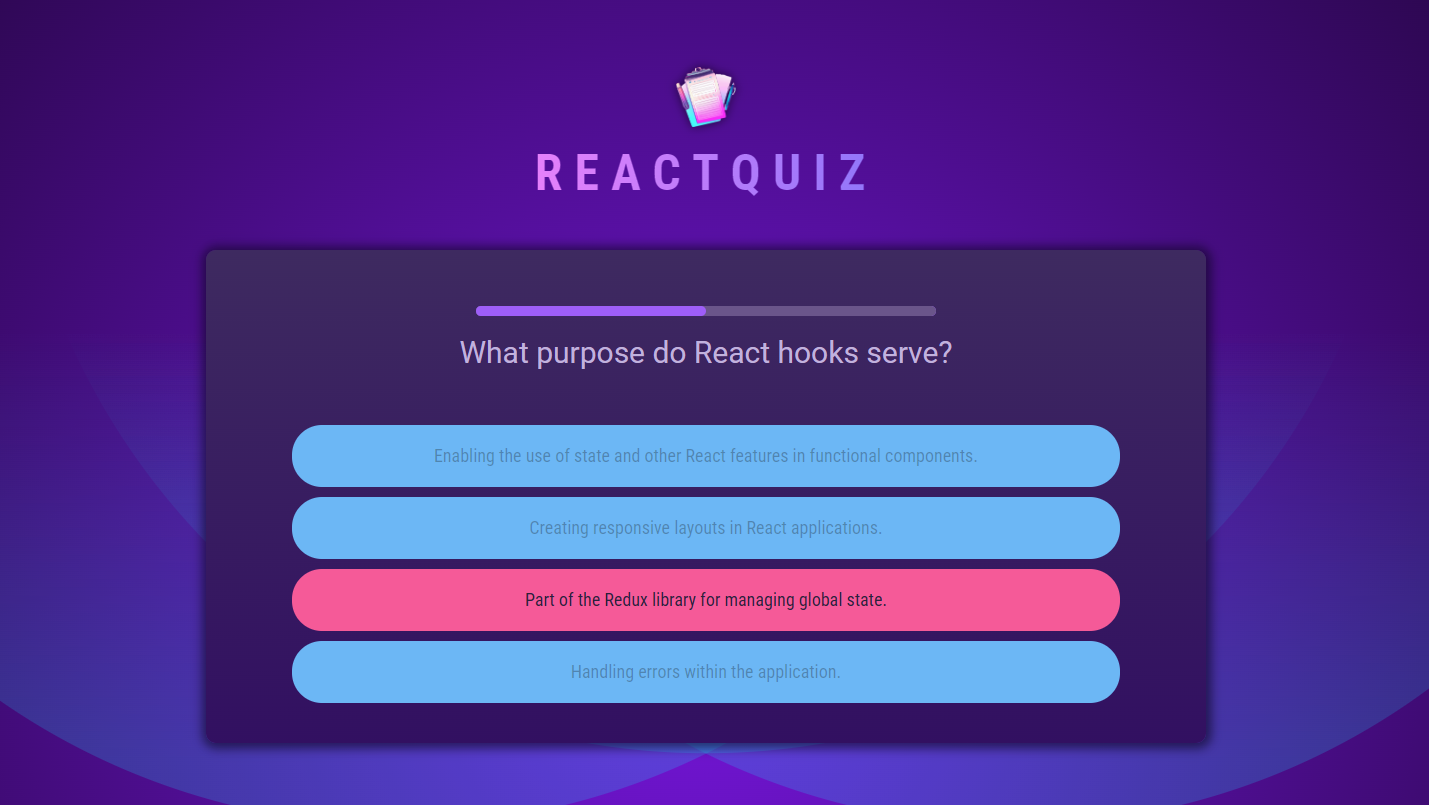 REACTQUIZ
What purpose do React hooks serve?
Enabling the use of state and other React features in functional components.
Creating responsive layouts in React applications.
Part of the Redux library for managing global state.
Handling errors within the application.